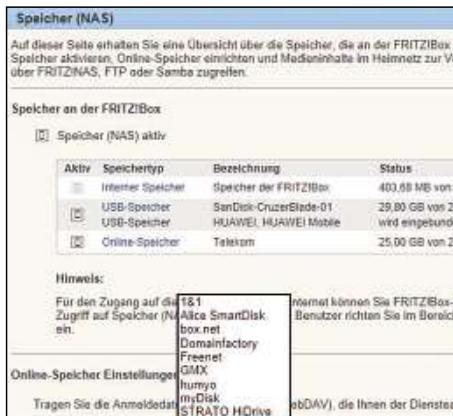 Speicher (NAS)
Auf dieser Seite erhalten Sie eine Übersicht über die Speicher, die an der FRITZ!Box
Speicher aktivieren, Online-Speicher einrichten und Medieninhalte im Heimnetz zur V
über FRITZ!NAS, FTP oder Samba zugreifen.
Speicher an der FRITZ!Box
Speicher (NAS) aktiv
Aktiv Speichertyp Bezeichnung Status
Interner Speicher Speicher der FRITZ!Box 403,68 MB von
USB-Speicher SanDisk-CruzerBlade-01 29,80 GB von 2
USB-Speicher HUAWEI, HUAWEI Mobile wird eingebund
Online-Speicher Telekom 25,00 GB von 2
Hinweis:
Für den Zugang auf die nternet können Sie FRITZ!Box-
Zugriff auf Speicher (NA Benutzer richten Sie im Bereic
ein.
1&1
Alice SmartDisk
box.net
Domainfactory
Freenet
GMX
humyo
myDisk
STRATO HiDrive
Online-Speicher Einstellunge
Tragen Sie die Anmeldedat ebDAV), die Ihnen der Dienstea